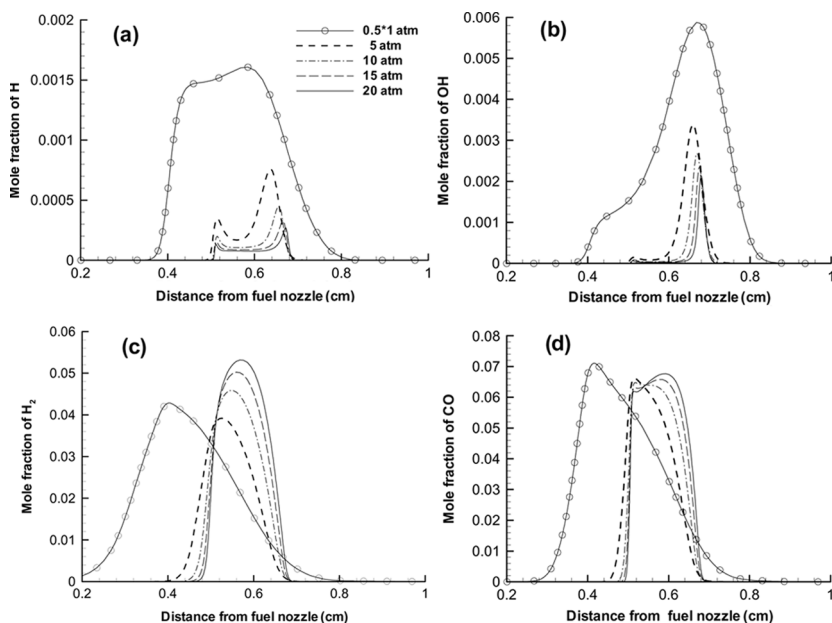 (a)
0.5*1 atm
5 atm
10 atm
15 atm
20 atm
0.002
0.0015
0.001
0.0005
0
Mole fraction of H
0.2 0.4 0.6 0.8 1
Distance from fuel nozzle (cm)
(b)
0.006
0.005
0.004
0.003
0.002
0.001
0
Mole fraction of OH
0.2 0.4 0.6 0.8 1
Distance from fuel nozzle (cm)
(c)
0.06
0.05
0.04
0.03
0.02
0.01
0
Mole fraction of H2
0.2 0.4 0.6 0.8 1
Distance from fuel nozzle (cm)
(d)
0.08
0.07
0.06
0.05
0.04
0.03
0.02
0.01
0
Mole fraction of CO
0.2 0.4 0.6 0.8 1
Distance from fuel nozzle (cm)